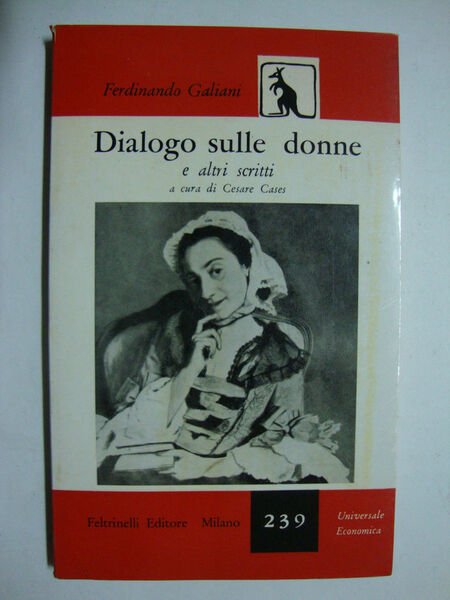 Ferdinando Galiani
Dialogo sulle donne
e altri scritti
a cura di Cesare Cases
Feltrinelli Editore Milano
239
Universale
Economica